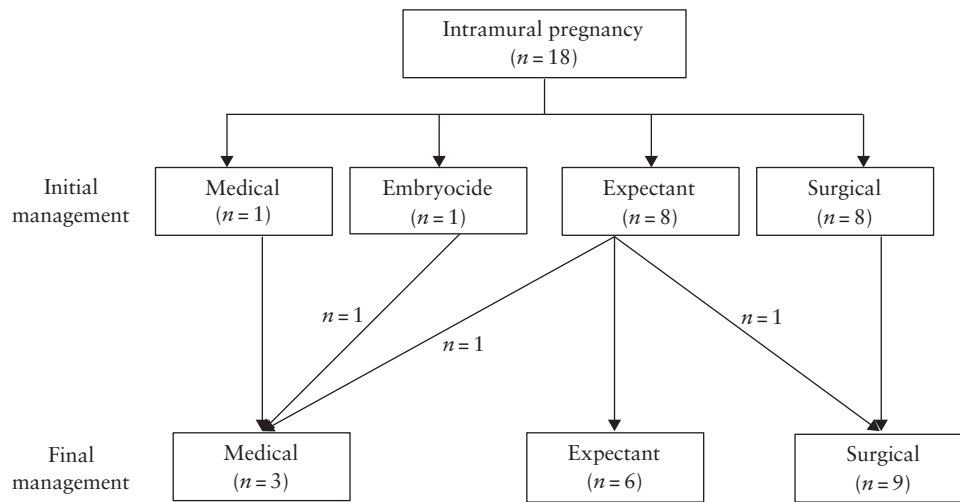 Intramural pregnancy
(n = 18)
Initial
management
Medical
(n = 1)
Embryocide
(n = 1)
Expectant
(n = 8)
Surgical
(n = 8)
n = 1
n = 1
n = 1
Final
management
Medical
(n = 3)
Expectant
(n = 6)
Surgical
(n = 9)